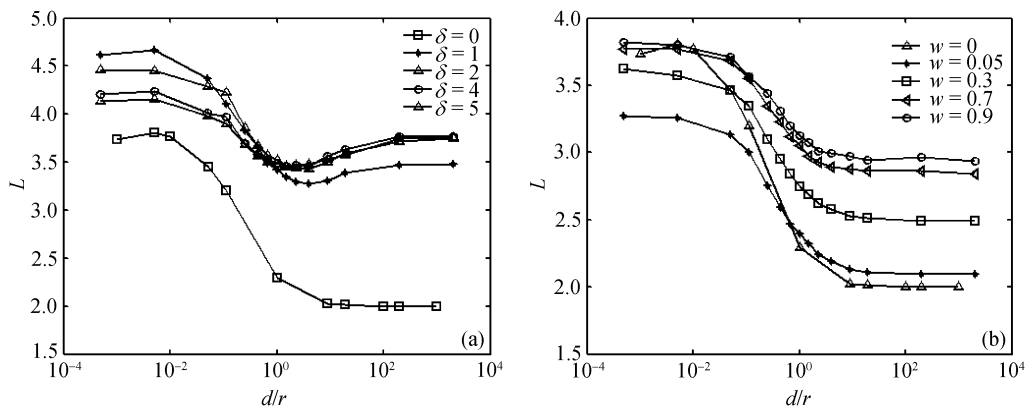 5.0
4.5
4.0
3.5
3.0
2.5
2.0
1.5
L
10⁻⁴
10⁻²
10⁰
10²
10⁴
d/r
δ = 0
δ = 1
δ = 2
δ = 4
δ = 5
(a)
4.0
3.5
3.0
2.5
2.0
1.5
L
10⁻⁴
10⁻²
10⁰
10²
10⁴
d/r
w = 0
w = 0.05
w = 0.3
w = 0.7
w = 0.9
(b)